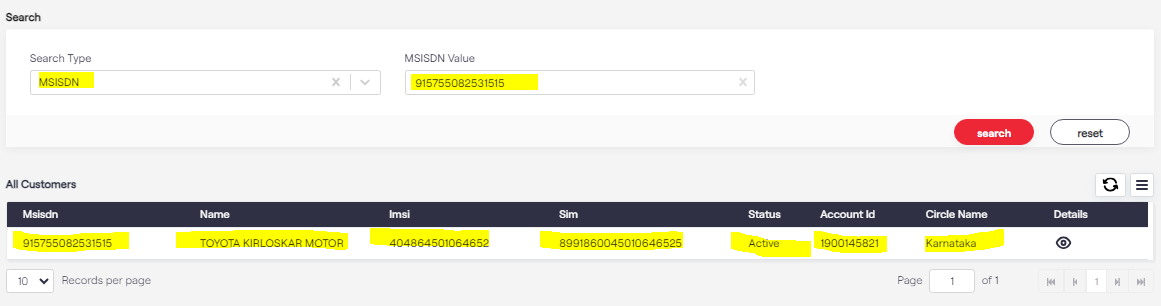 Search
Search Type MSISDN Value
MSISDN 915755082531515
search reset
All Customers
Msisdn Name Imsi Sim Status Account Id Circle Name Details
915755082531515 TOYOTA KIRLOSKAR MOTOR 404864501064652 8991860045010646525 Active 1900145821 Karnataka
10 Records per page Page 1 of 1 1